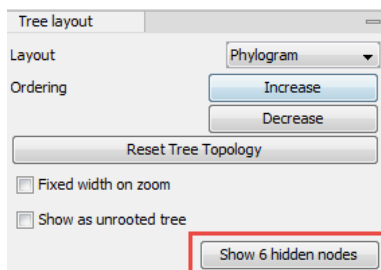 Tree layout
Layout Phylogram
Ordering Increase
Decrease
Reset Tree Topology
Fixed width on zoom
Show as unrooted tree
Show 6 hidden nodes